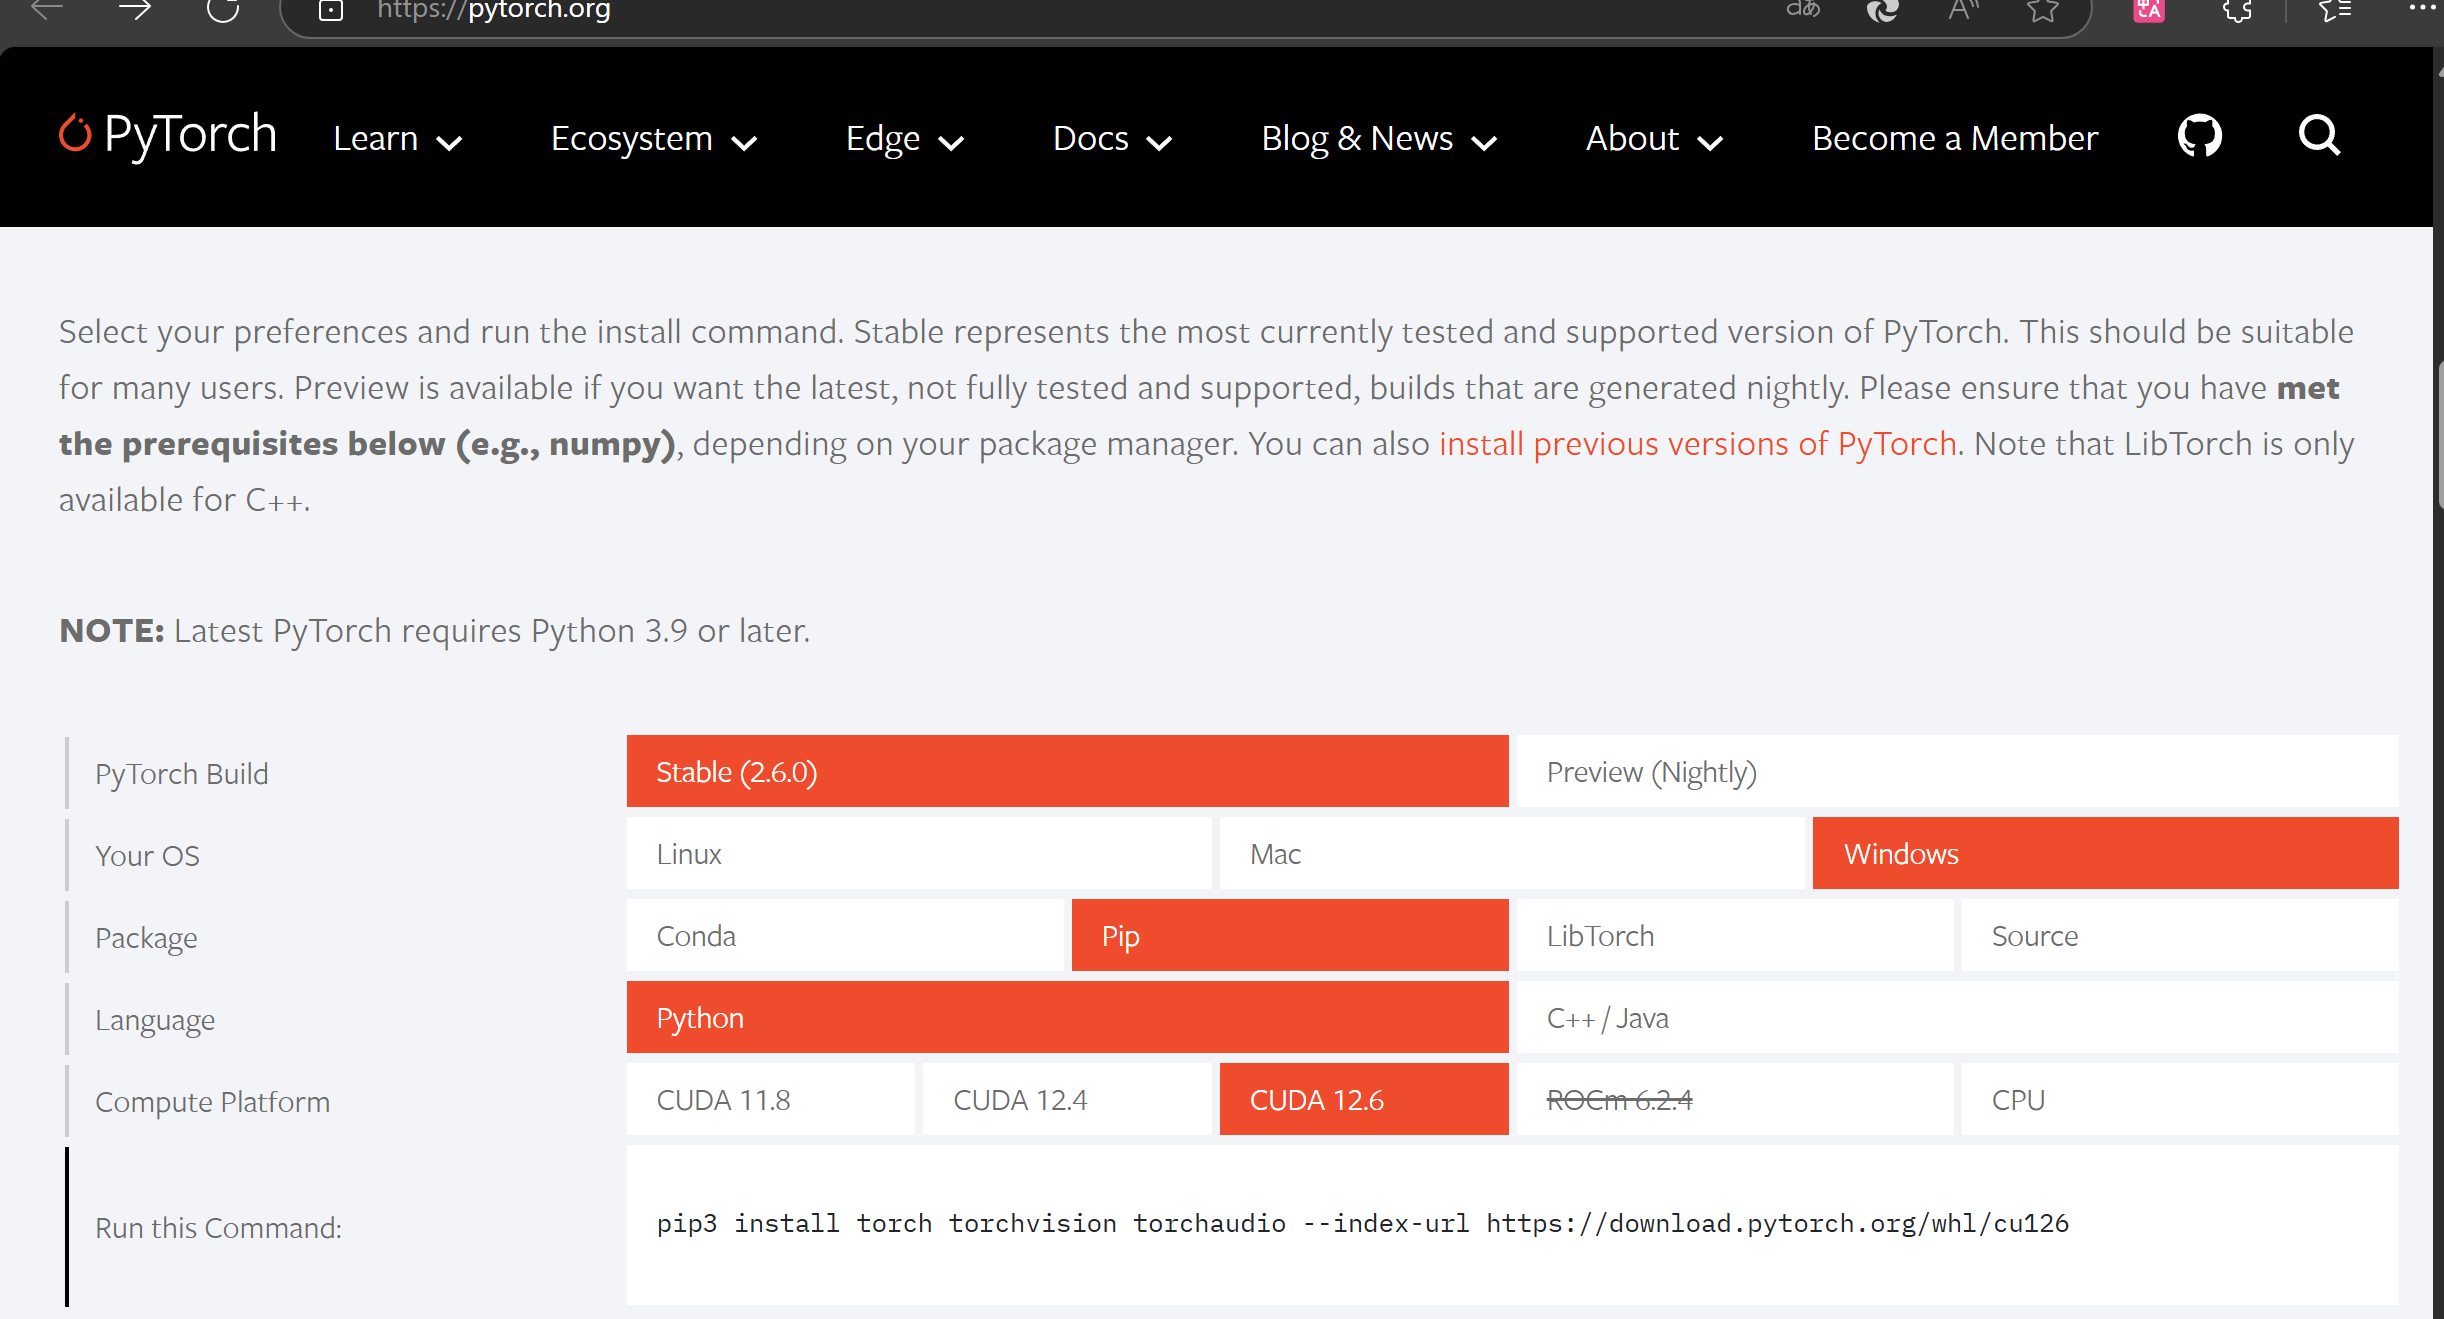 https://pytorch.org
PyTorch Learn Ecosystem Edge Docs Blog & News About Become a Member
Select your preferences and run the install command. Stable represents the most currently tested and supported version of PyTorch. This should be suitable
for many users. Preview is available if you want the latest, not fully tested and supported, builds that are generated nightly. Please ensure that you have met
the prerequisites below (e.g., numpy), depending on your package manager. You can also install previous versions of PyTorch. Note that LibTorch is only
available for C++.
NOTE: Latest PyTorch requires Python 3.9 or later.
PyTorch Build Stable (2.6.0) Preview (Nightly)
Your OS Linux Mac Windows
Package Conda Pip LibTorch Source
Language Python C++ / Java
Compute Platform CUDA 11.8 CUDA 12.4 CUDA 12.6 ROCm 6.2.4 CPU
Run this Command: pip3 install torch torchvision torchaudio --index-url https://download.pytorch.org/whl/cu126